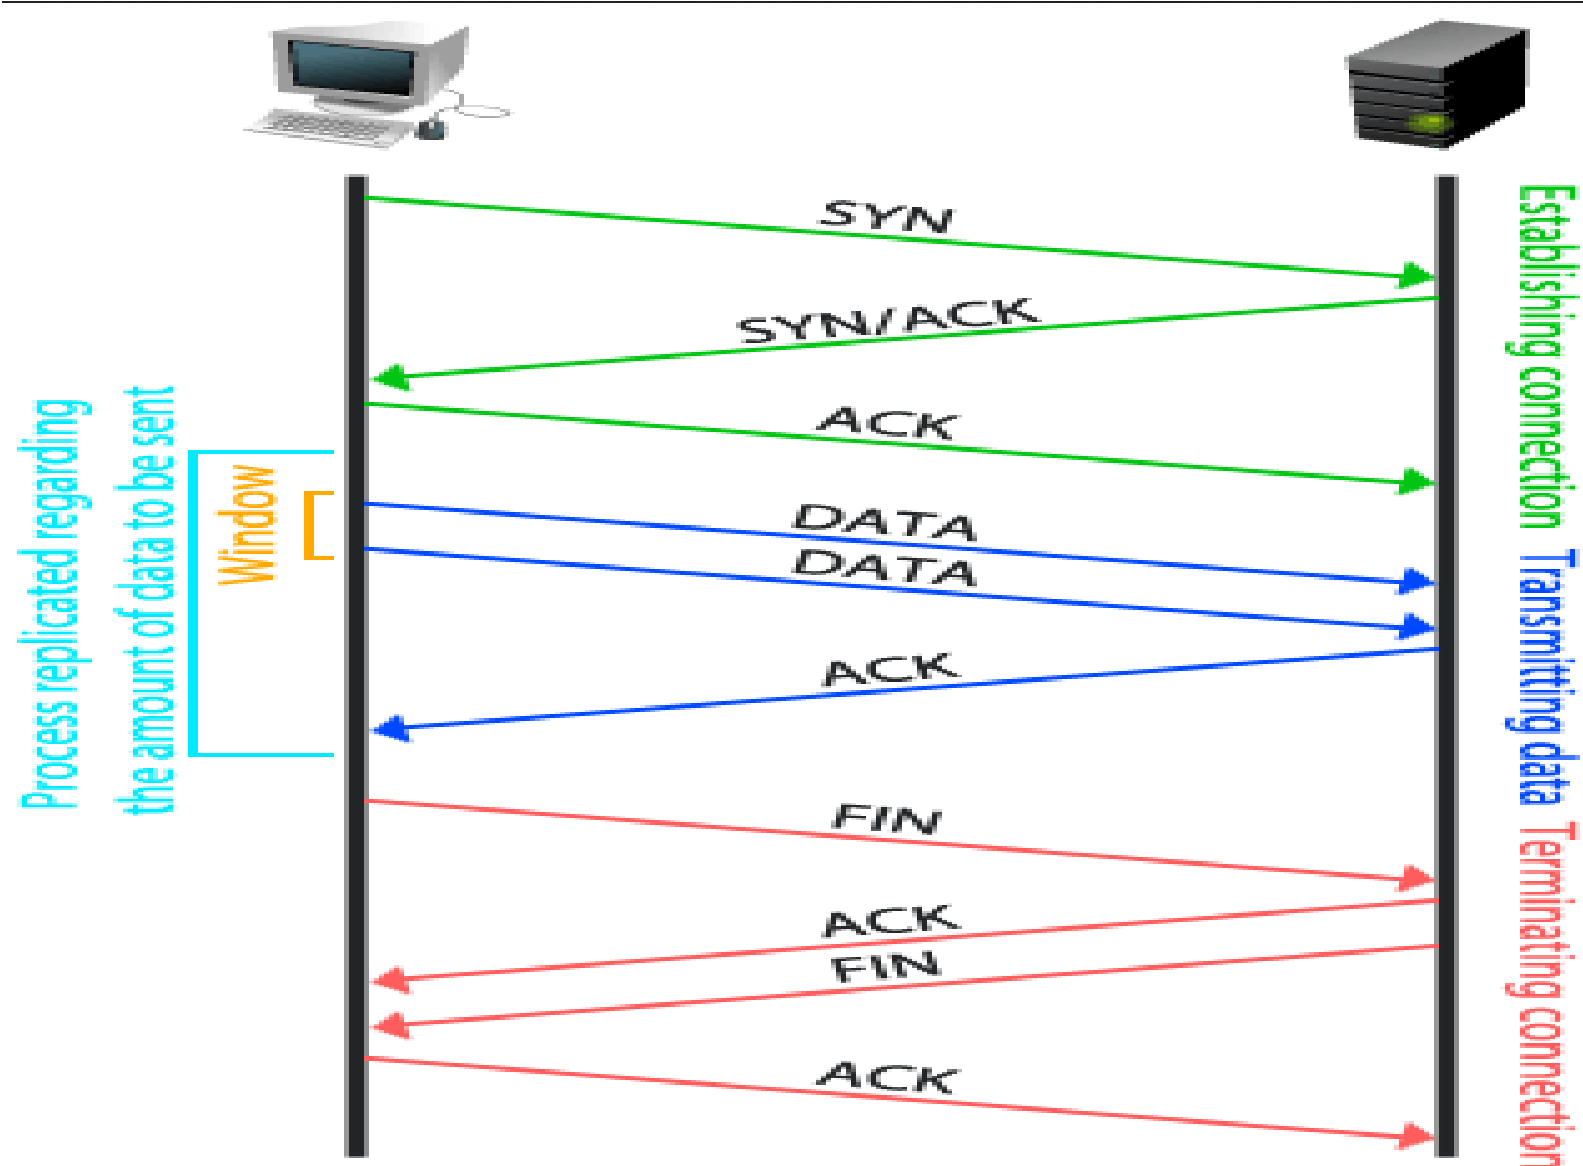 SYN
SYN/ACK
ACK
Establishing connection
Process replicated regarding
the amount of data to be sent
Window
DATA
DATA
ACK
Transmitting data
FIN
ACK
FIN
ACK
Terminating connection